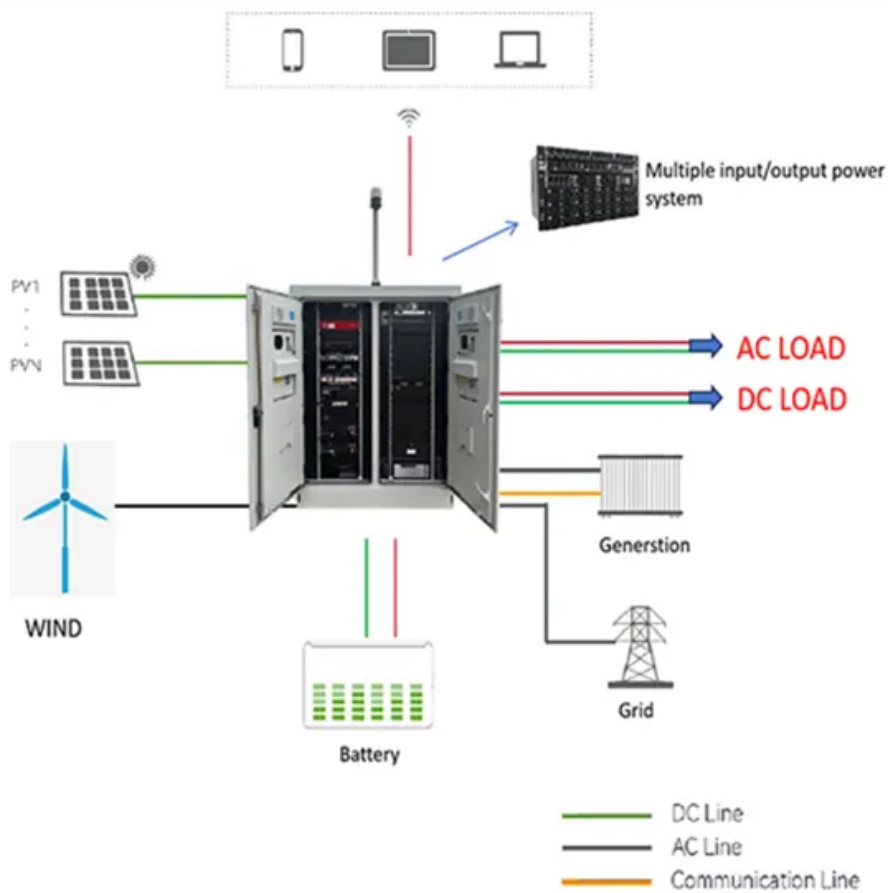 Multiple input/output power
system
PV1
PVN
AC LOAD
DC LOAD
WIND
Generstion
Grid
Battery
DC Line
AC Line
Communication Line